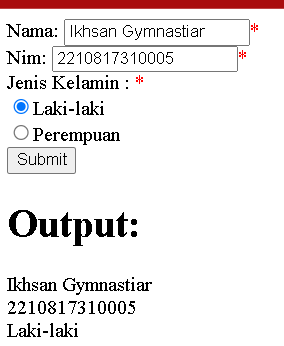 Nama: Ikhsan Gymnastiar*
Nim: 2210817310005*
Jenis Kelamin : *
Laki-laki
Perempuan
Submit
Output:
Ikhsan Gymnastiar
2210817310005
Laki-laki